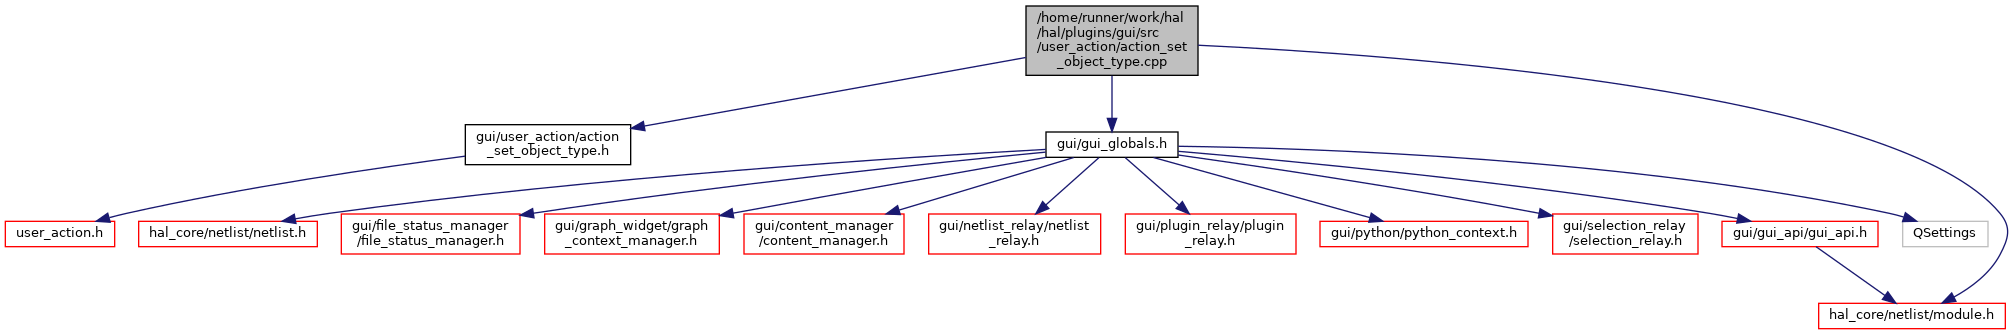 /home/runner/work/hal
/hal/plugins/gui/src
/user_action/action_set
_object_type.cpp
gui/user_action/action
_set_object_type.h
gui/gui_globals.h
user_action.h
hal_core/netlist/netlist.h
gui/file_status_manager
/file_status_manager.h
gui/graph_widget/graph
_context_manager.h
gui/content_manager
/content_manager.h
gui/netlist_relay/netlist
_relay.h
gui/plugin_relay/plugin
_relay.h
gui/python/python_context.h
gui/selection_relay
/selection_relay.h
gui/gui_api/gui_api.h
QSettings
hal_core/netlist/module.h